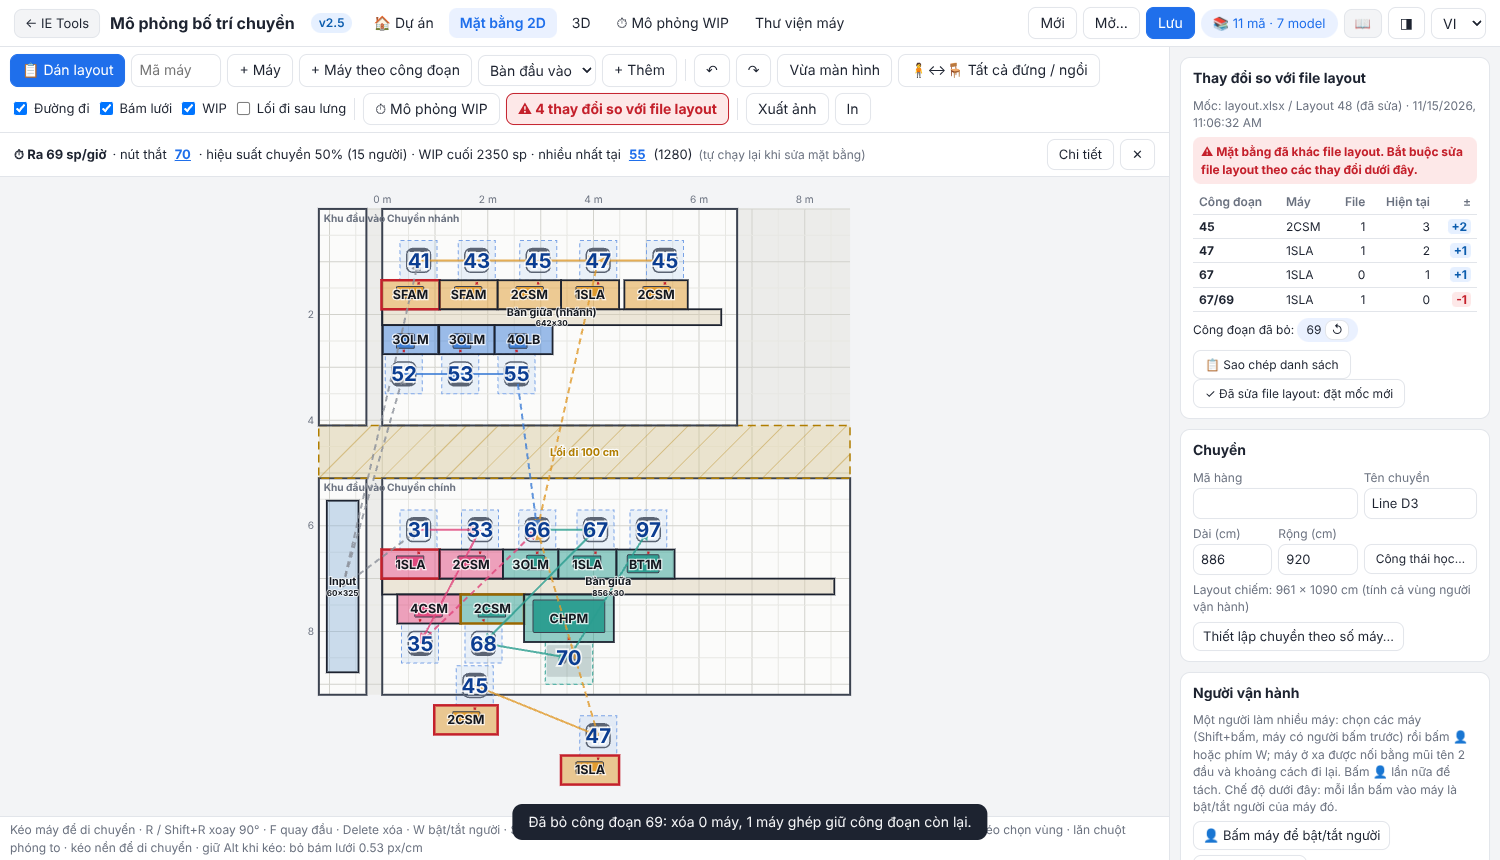 ← IE Tools Mô phỏng bố trí chuyền v2.5 🏠 Dự án Mặt bằng 2D 3D ⏱ Mô phỏng WIP Thư viện máy Mới Mở... Lưu 📚 11 mã · 7 model 📖 ◨ VI
📋 Dán layout Mã máy + Máy + Máy theo công đoạn Bàn đầu vào + Thêm ↶ ↷ Vừa màn hình 🧍↔🪑 Tất cả đứng / ngồi
Đường đi Bám lưới WIP Lối đi sau lưng ⏱ Mô phỏng WIP ⚠ 4 thay đổi so với file layout Xuất ảnh In
⏱ Ra 69 sp/giờ · nút thắt 70 · hiệu suất chuyền 50% (15 người) · WIP cuối 2350 sp · nhiều nhất tại 55 (1280) (tự chạy lại khi sửa mặt bằng) Chi tiết ✕
0 m 2 m 4 m 6 m 8 m
Khu đầu vào Chuyền nhánh
41 43 45 47 45
SFAM SFAM 2CSM 1SLA 2CSM
2
Bàn giữa (nhánh)
642×30
3OLM 3OLM 4OLB
52 53 55
4
Lối đi 100 cm
Khu đầu vào Chuyền chính
6
31 33 66 67 97
1SLA 2CSM 3OLM 1SLA BT1M
Input
60×325
Bàn giữa
856×30
4CSM 2CSM CHPM
8
35 68 70
45
2CSM
47
1SLA
Đã bỏ công đoạn 69: xóa 0 máy, 1 máy ghép giữ công đoạn còn lại.
Kéo máy để di chuyển · R / Shift+R xoay 90° · F quay đầu · Delete xóa · W bật/tắt người · éo chọn vùng · lăn chuột
phóng to · kéo nền để di chuyển · giữ Alt khi kéo: bỏ bám lưới 0.53 px/cm
Thay đổi so với file layout
Mốc: layout.xlsx / Layout 48 (đã sửa) · 11/15/2026,
11:06:32 AM
⚠ Mặt bằng đã khác file layout. Bắt buộc sửa
file layout theo các thay đổi dưới đây.
Công đoạn Máy File Hiện tại ±
45 2CSM 1 3 +2
47 1SLA 1 2 +1
67 1SLA 0 1 +1
67/69 1SLA 1 0 -1
Công đoạn đã bỏ: 69 ↺
📋 Sao chép danh sách
✓ Đã sửa file layout: đặt mốc mới
Chuyền
Mã hàng Tên chuyền
Line D3
Dài (cm) Rộng (cm)
886 920 Công thái học...
Layout chiếm: 961 × 1090 cm (tính cả vùng người
vận hành)
Thiết lập chuyền theo số máy...
Người vận hành
Một người làm nhiều máy: chọn các máy
(Shift+bấm, máy có người bấm trước) rồi bấm 👤
hoặc phím W; máy ở xa được nối bằng mũi tên 2
đầu và khoảng cách đi lại. Bấm 👤 lần nữa để
tách. Chế độ dưới đây: mỗi lần bấm vào máy là
bật/tắt người của máy đó.
👤 Bấm máy để bật/tắt người